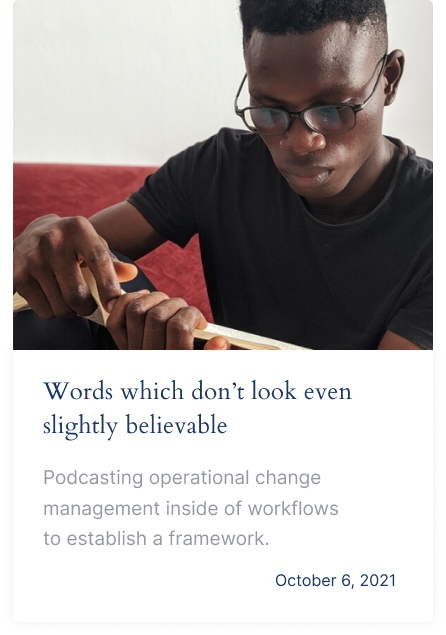 Words which don’t look even
slightly believable
Podcasting operational change
management inside of workflows
to establish a framework.
October 6, 2021